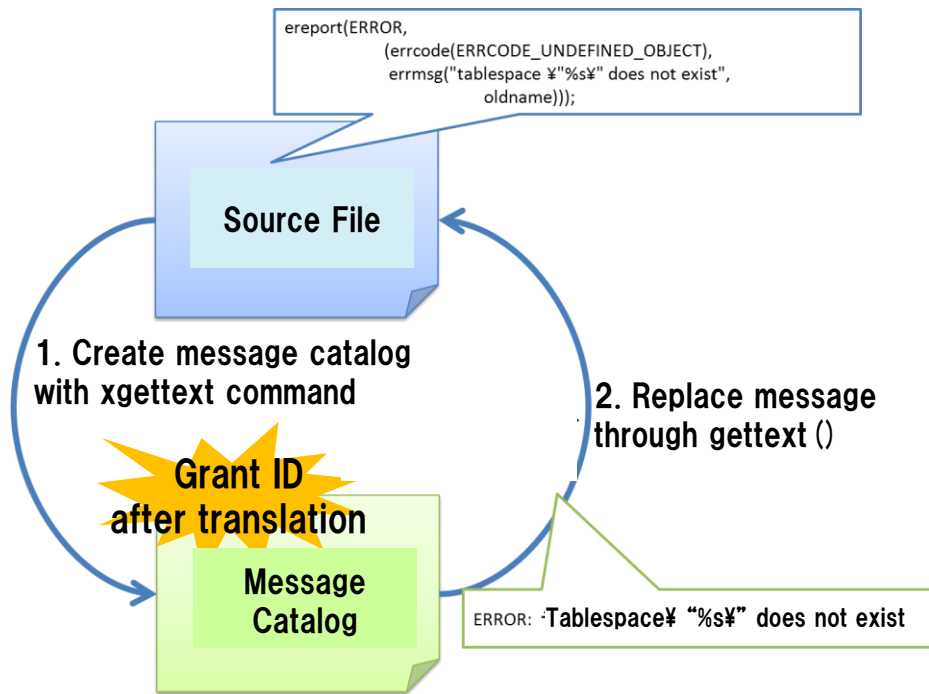 ereport(ERROR,
(errcode(ERRCODE_UNDEFINED_OBJECT),
errmsg("tablespace ¥"%s¥" does not exist",
oldname)));
Source File
1. Create message catalog
with xgettext command
2. Replace message
through gettext()
Grant ID
after translation
Message
Catalog
ERROR: Tablespace¥ “%s¥” does not exist